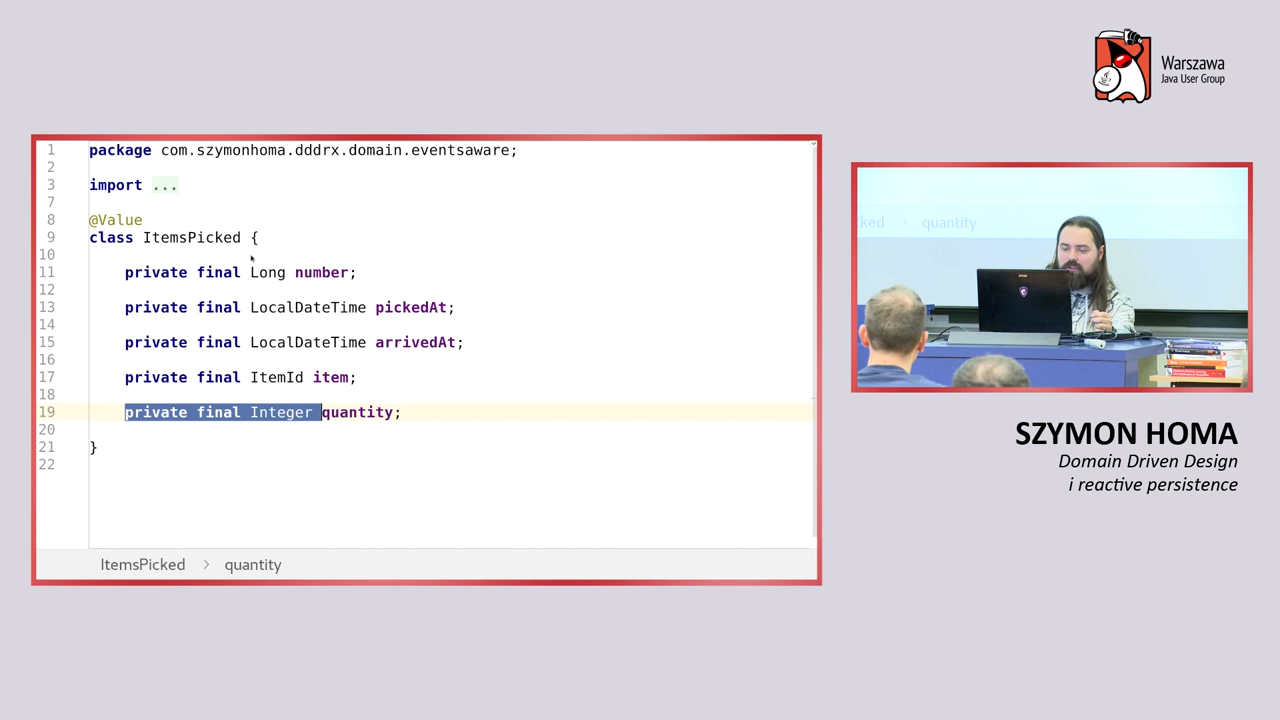 Warszawa
Java User Group
1 package com.szymonhoma.dddrx.domain.eventsaware;
2
3 import ...
7
8 @Value
9 class ItemsPicked {
10
11 private final Long number;
12
13 private final LocalDateTime pickedAt;
14
15 private final LocalDateTime arrivedAt;
16
17 private final ItemId item;
18
19 private final Integer quantity;
20
21 }
22
ItemsPicked > quantity
cked > quantity
SZYMON HOMA
Domain Driven Design
i reactive persistence